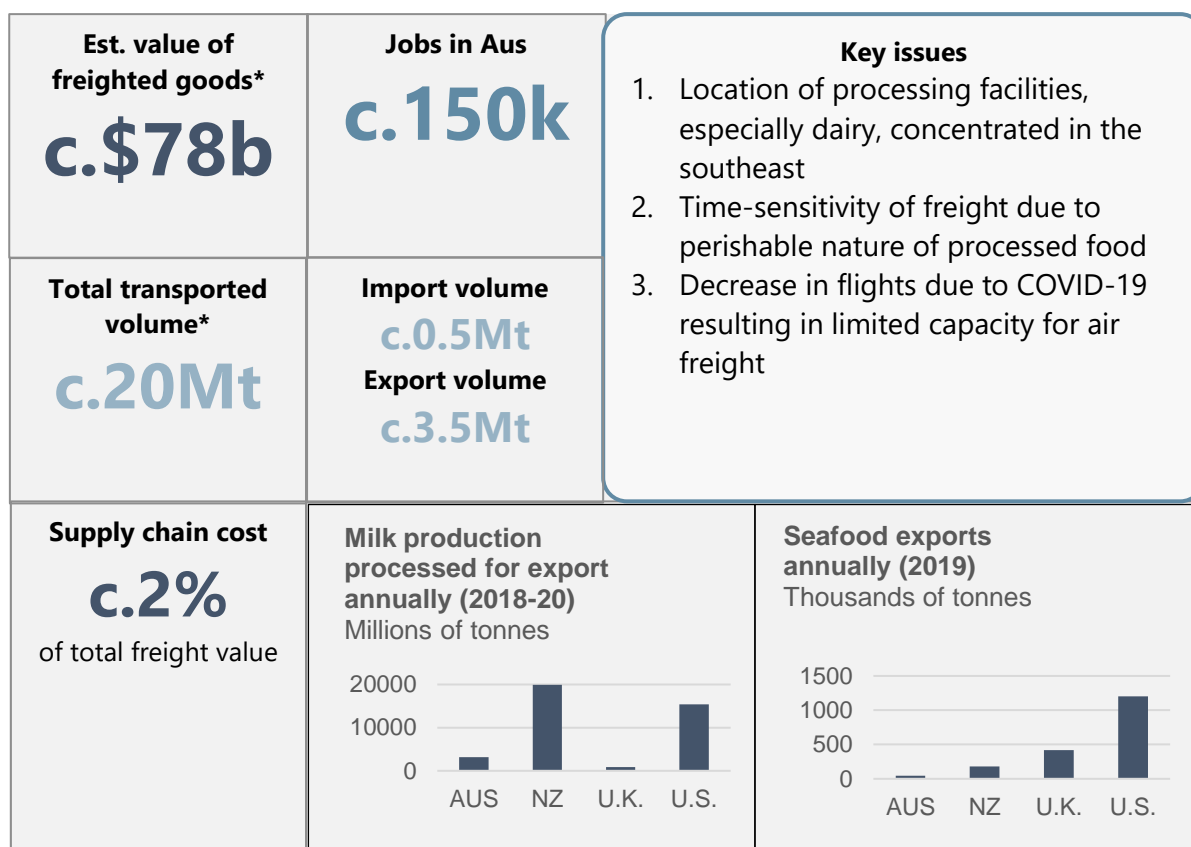 Est. value of
freighted goods*
c.$78b
Jobs in Aus
c.150k
Key issues
1. Location of processing facilities,
especially dairy, concentrated in the
southeast
2. Time-sensitivity of freight due to
perishable nature of processed food
3. Decrease in flights due to COVID-19
resulting in limited capacity for air
freight
Total transported
volume*
c.20Mt
Import volume
c.0.5Mt
Export volume
c.3.5Mt
Supply chain cost
c.2%
of total freight value
Milk production
processed for export
annually (2018-20)
Millions of tonnes
20000
10000
0
AUS NZ U.K. U.S.
Seafood exports
annually (2019)
Thousands of tonnes
1500
1000
500
0
AUS NZ U.K. U.S.